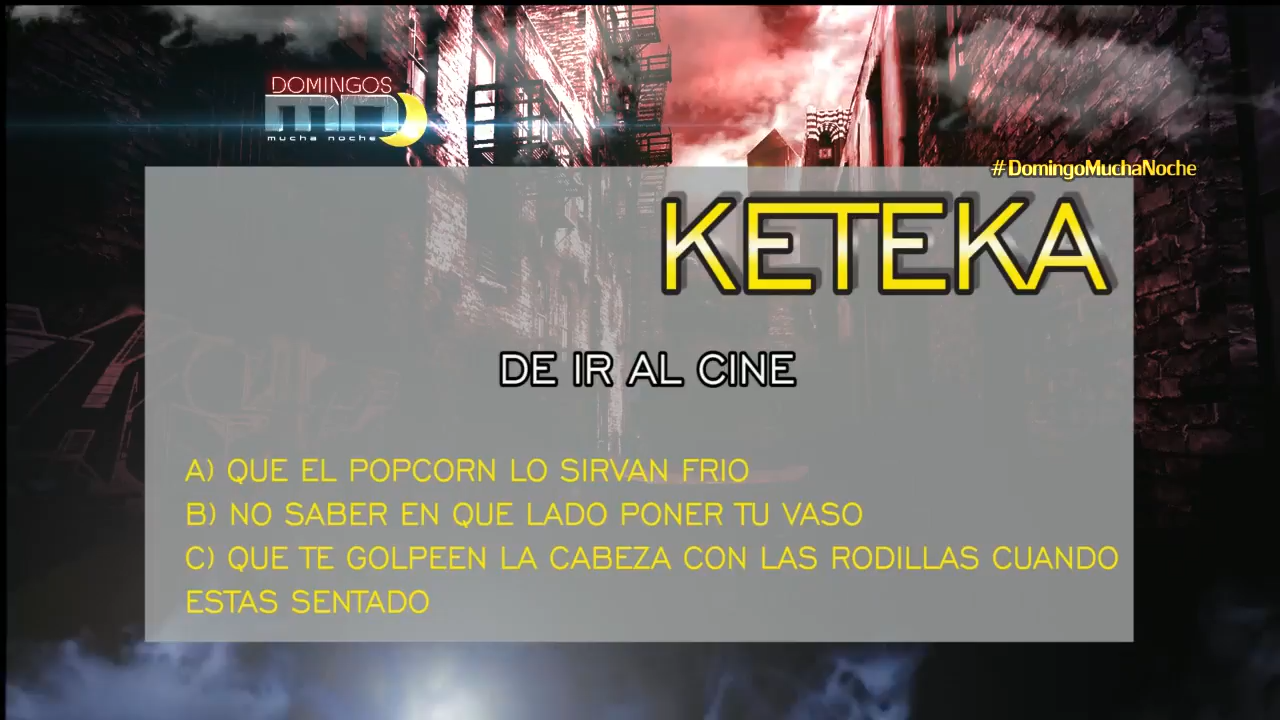 DOMINGOS
mn
mucha noche
#DomingoMuchaNoche
KETEKA
DE IR AL CINE
A) QUE EL POPCORN LO SIRVAN FRIO
B) NO SABER EN QUE LADO PONER TU VASO
C) QUE TE GOLPEEN LA CABEZA CON LAS RODILLAS CUANDO
ESTAS SENTADO